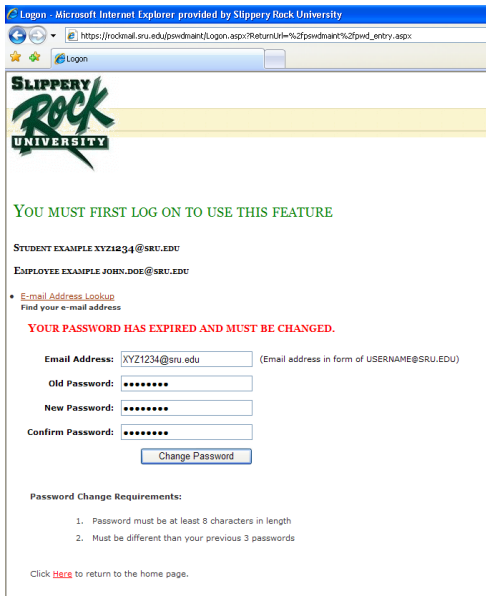 Logon - Microsoft Internet Explorer provided by Slippery Rock University
https://rockmail.sru.edu/pswdmaint/Logon.aspx?ReturnUrl=%2fpswdmaint%2fpwd_entry.aspx
Logon
SLIPPERY
ROCK
UNIVERSITY
YOU MUST FIRST LOG ON TO USE THIS FEATURE
STUDENT EXAMPLE XYZ1234@SRU.EDU
EMPLOYEE EXAMPLE JOHN.DOE@SRU.EDU
• E-mail Address Lookup
Find your e-mail address
YOUR PASSWORD HAS EXPIRED AND MUST BE CHANGED.
Email Address: XYZ1234@sru.edu (Email address in form of USERNAME@SRU.EDU)
Old Password: ••••••••
New Password: ••••••••
Confirm Password: ••••••••
Change Password
Password Change Requirements:
1. Password must be at least 8 characters in length
2. Must be different than your previous 3 passwords
Click Here to return to the home page.